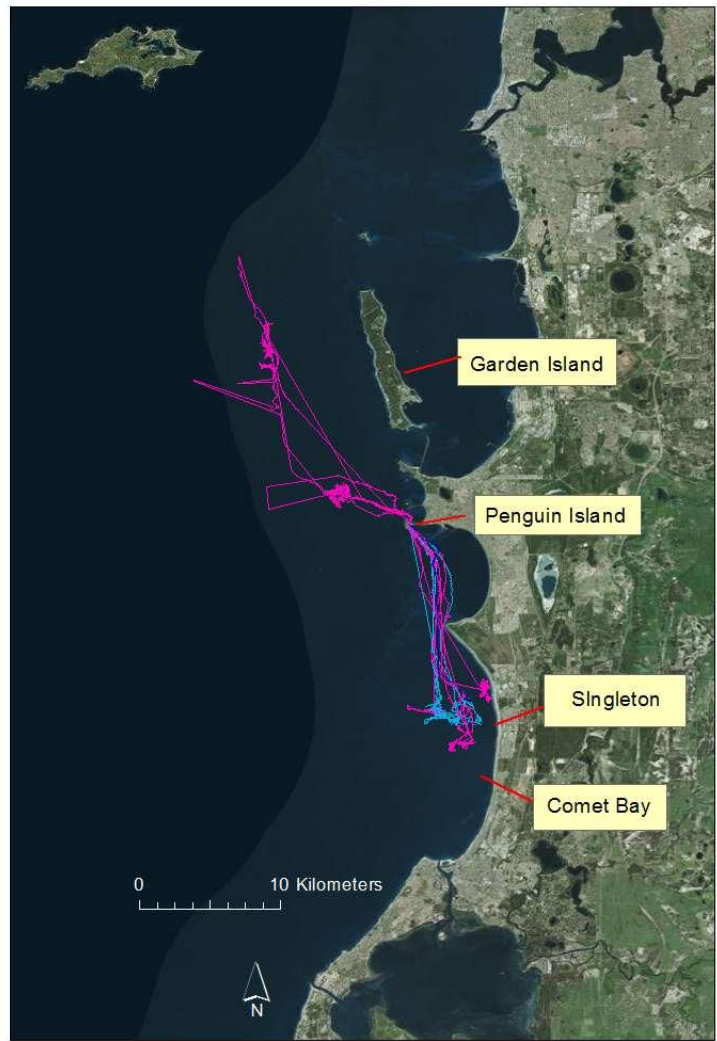 Garden Island
Penguin Island
SIngleton
Comet Bay
0 10 Kilometers
N